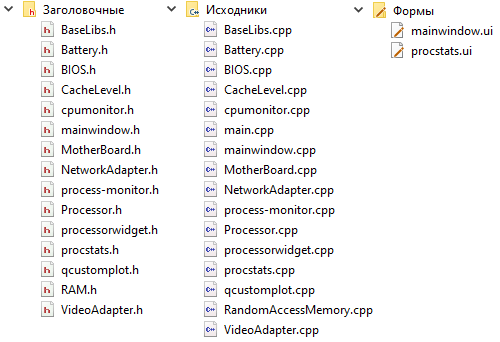 Заголовочные
BaseLibs.h
Battery.h
BIOS.h
CacheLevel.h
cpumonitor.h
mainwindow.h
MotherBoard.h
NetworkAdapter.h
process-monitor.h
Processor.h
processorwidget.h
procstats.h
qcustomplot.h
RAM.h
VideoAdapter.h
Исходники
BaseLibs.cpp
Battery.cpp
BIOS.cpp
CacheLevel.cpp
cpumonitor.cpp
main.cpp
mainwindow.cpp
MotherBoard.cpp
NetworkAdapter.cpp
process-monitor.cpp
Processor.cpp
processorwidget.cpp
procstats.cpp
qcustomplot.cpp
RandomAccessMemory.cpp
VideoAdapter.cpp
Формы
mainwindow.ui
procstats.ui